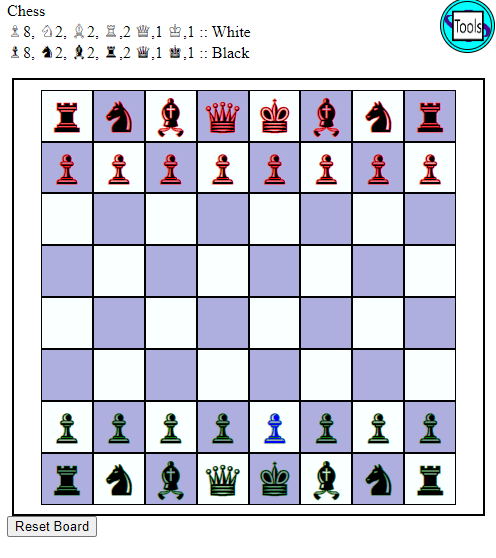 Chess
♙8, ♘2, ♗2, ♖,2 ♕,1 ♔,1 :: White
♟8, ♞2, ♝2, ♜,2 ♛,1 ♚,1 :: Black
Tools
Reset Board